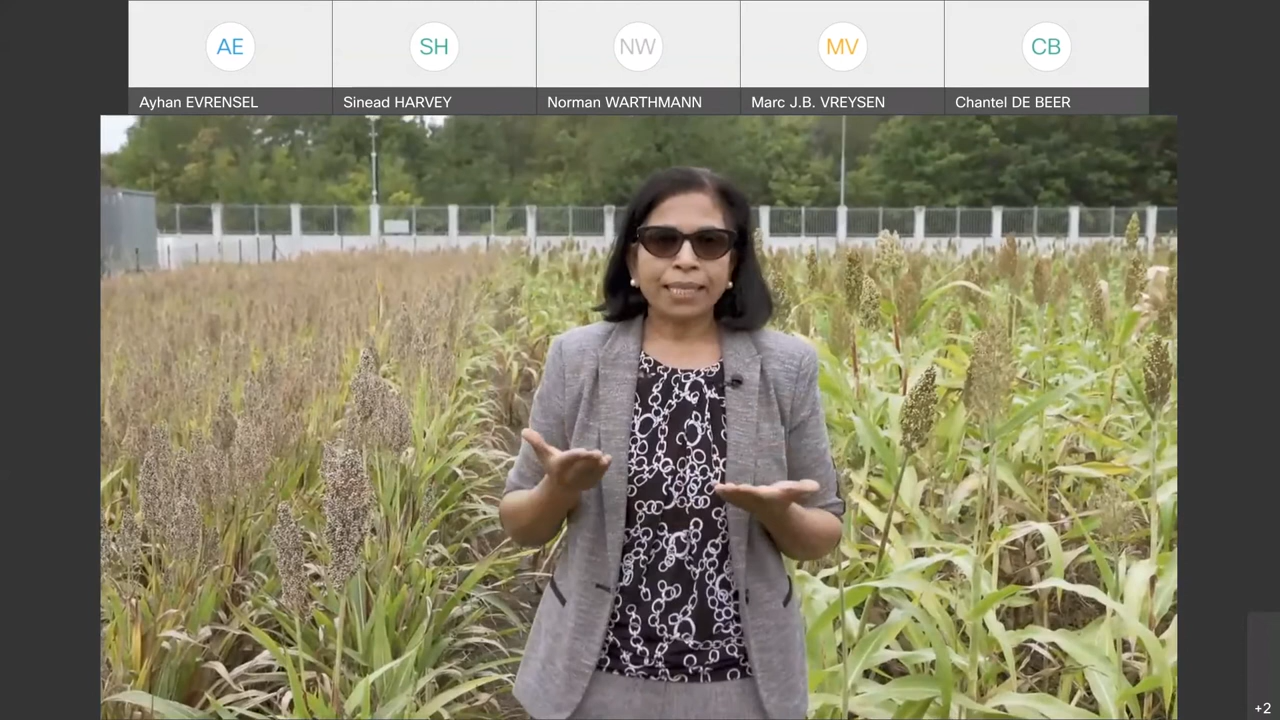 AE
SH
NW
MV
CB
Ayhan EVRENSEL
Sinead HARVEY
Norman WARTHMANN
Marc J.B. VREYSEN
Chantel DE BEER
+2